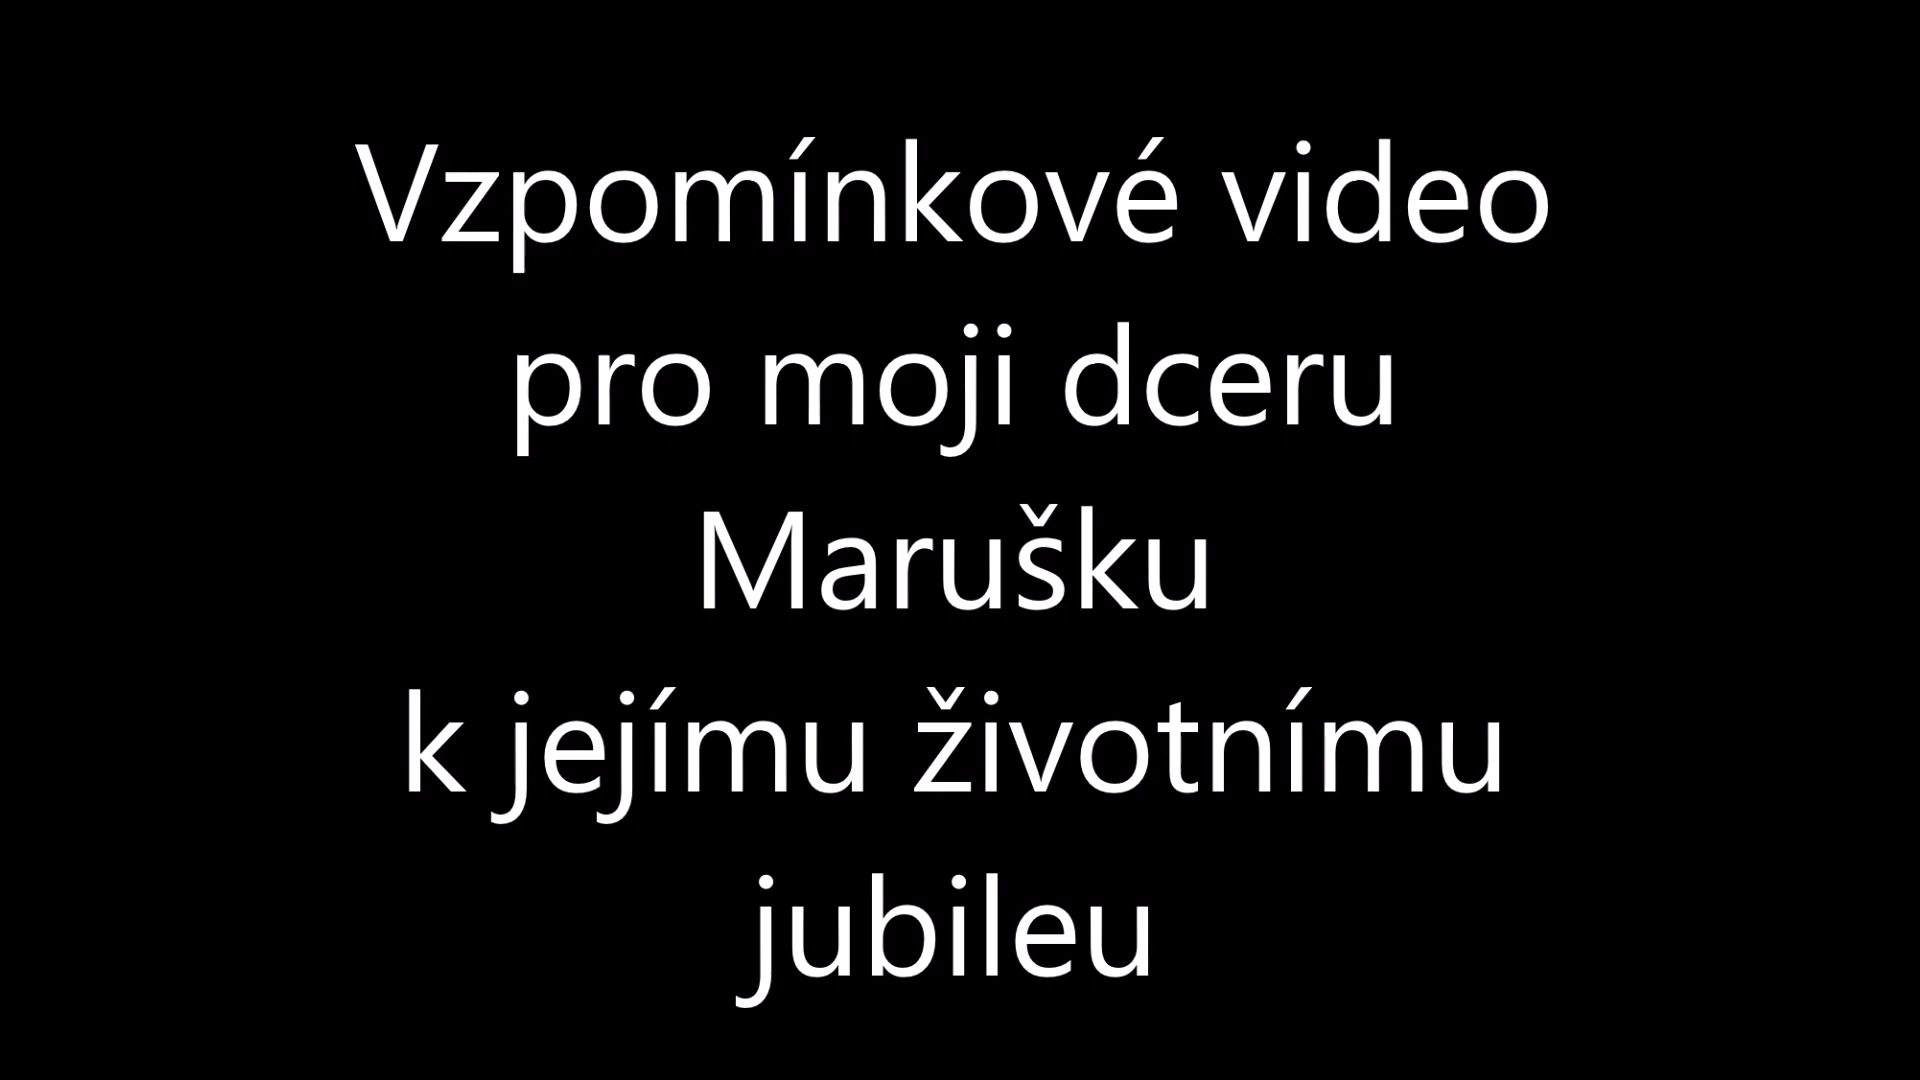 Vzpomínkové video
pro moji dceru
Marušku
k jejímu životnímu
jubileu